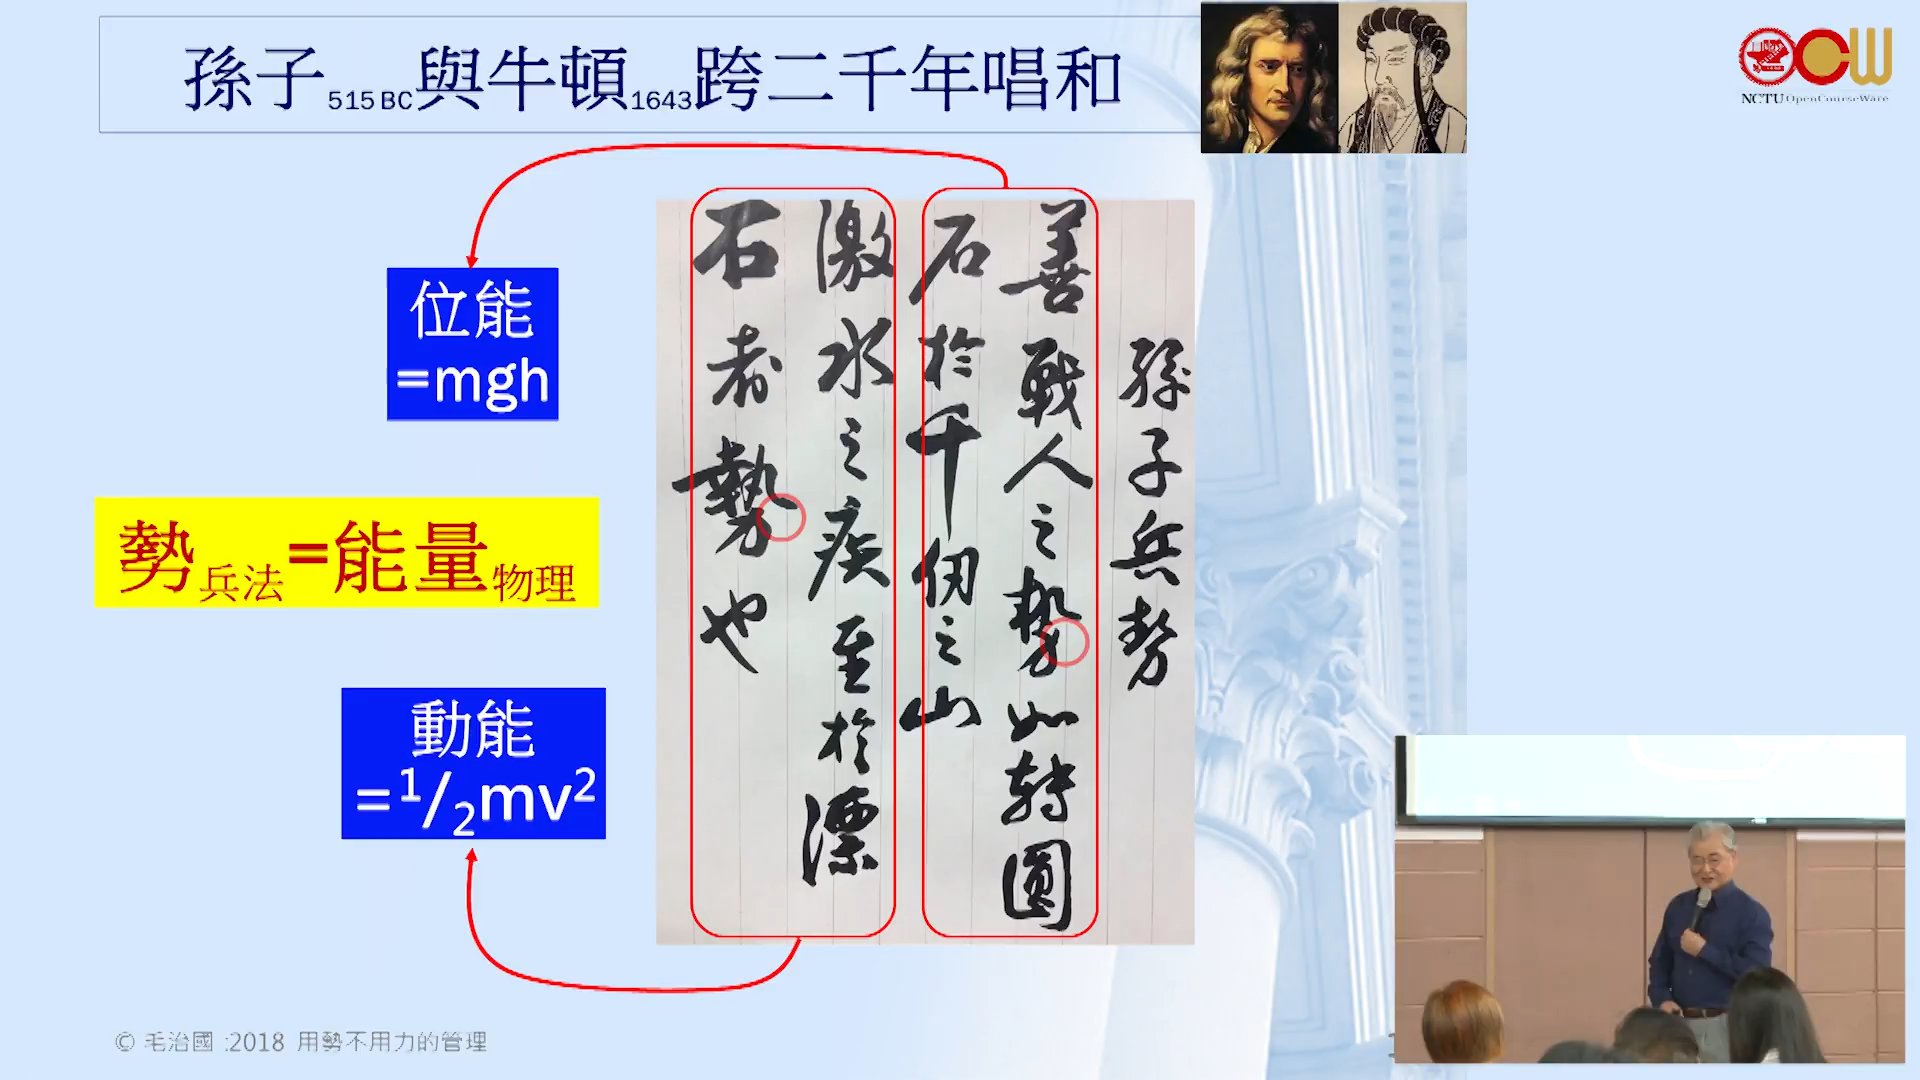 孫子515 BC與牛頓1643跨二千年唱和
NCTU OpenCourseWare
位能
=mgh
勢兵法=能量物理
動能
=1/2mv2
孫子兵勢
善戰人之勢如轉圓
石於千仞之山
激水之疾至於漂
石者勢也
© 毛治國 :2018 用勢不用力的管理